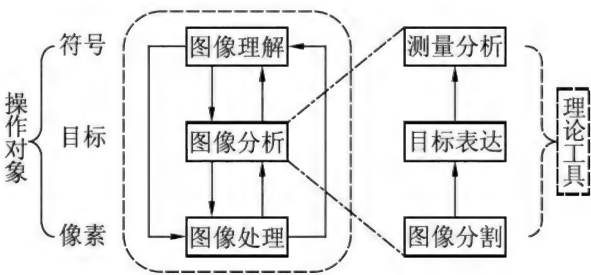 操作对象
符号
目标
像素
图像理解
图像分析
图像处理
测量分析
目标表达
图像分割
理论工具